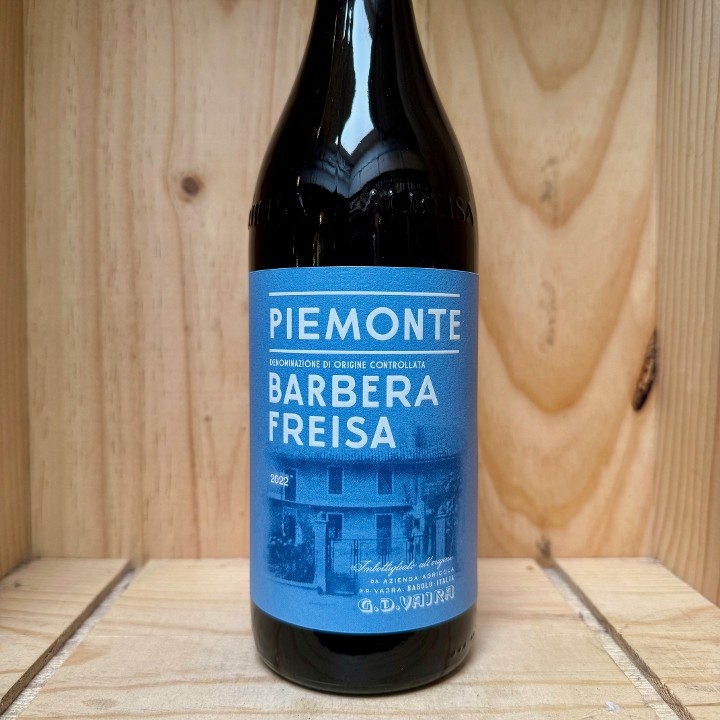 PIEMONTE
DENOMINAZIONE DI ORIGINE CONTROLLATA
BARBERA
FREISA
2022
Imbottigliato all'origine
DA AZIENDA AGRICOLA
G.D. VAJRA, BAROLO-ITALIA
G.D.VAJRA